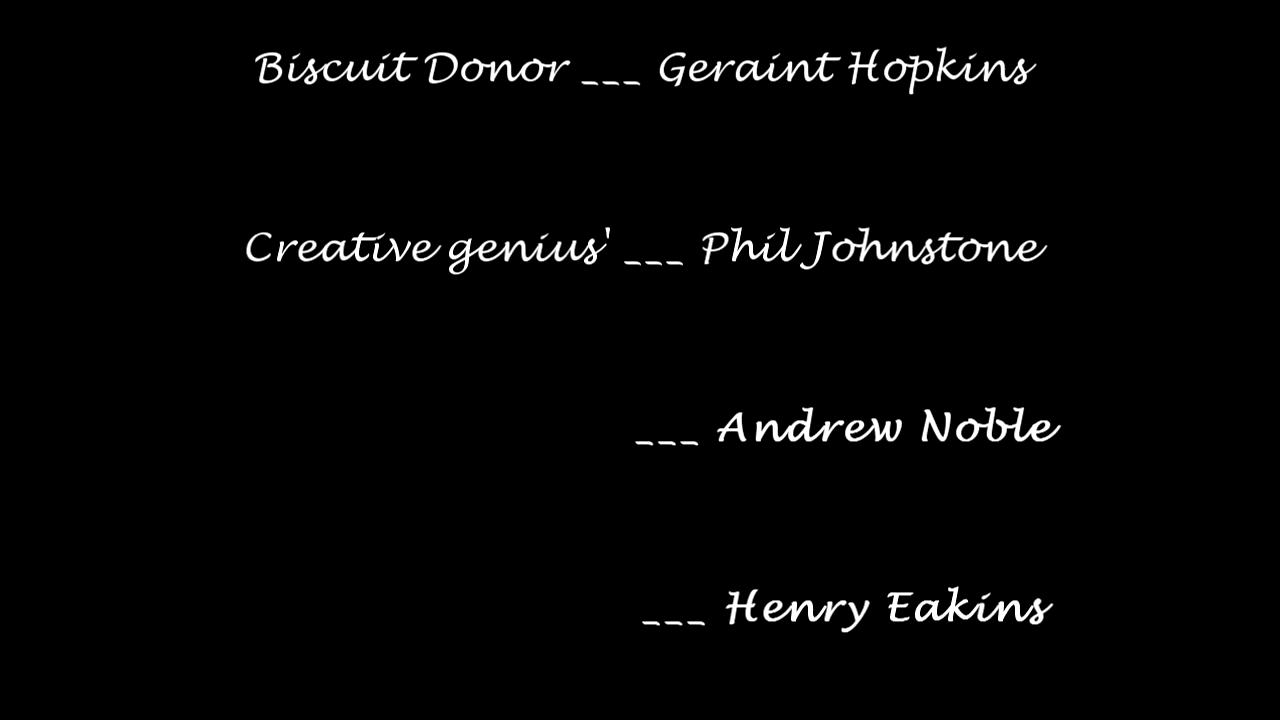 Biscuit Donor ___ Geraint Hopkins
Creative genius' ___ Phil Johnstone
___ Andrew Noble
___ Henry Eakins